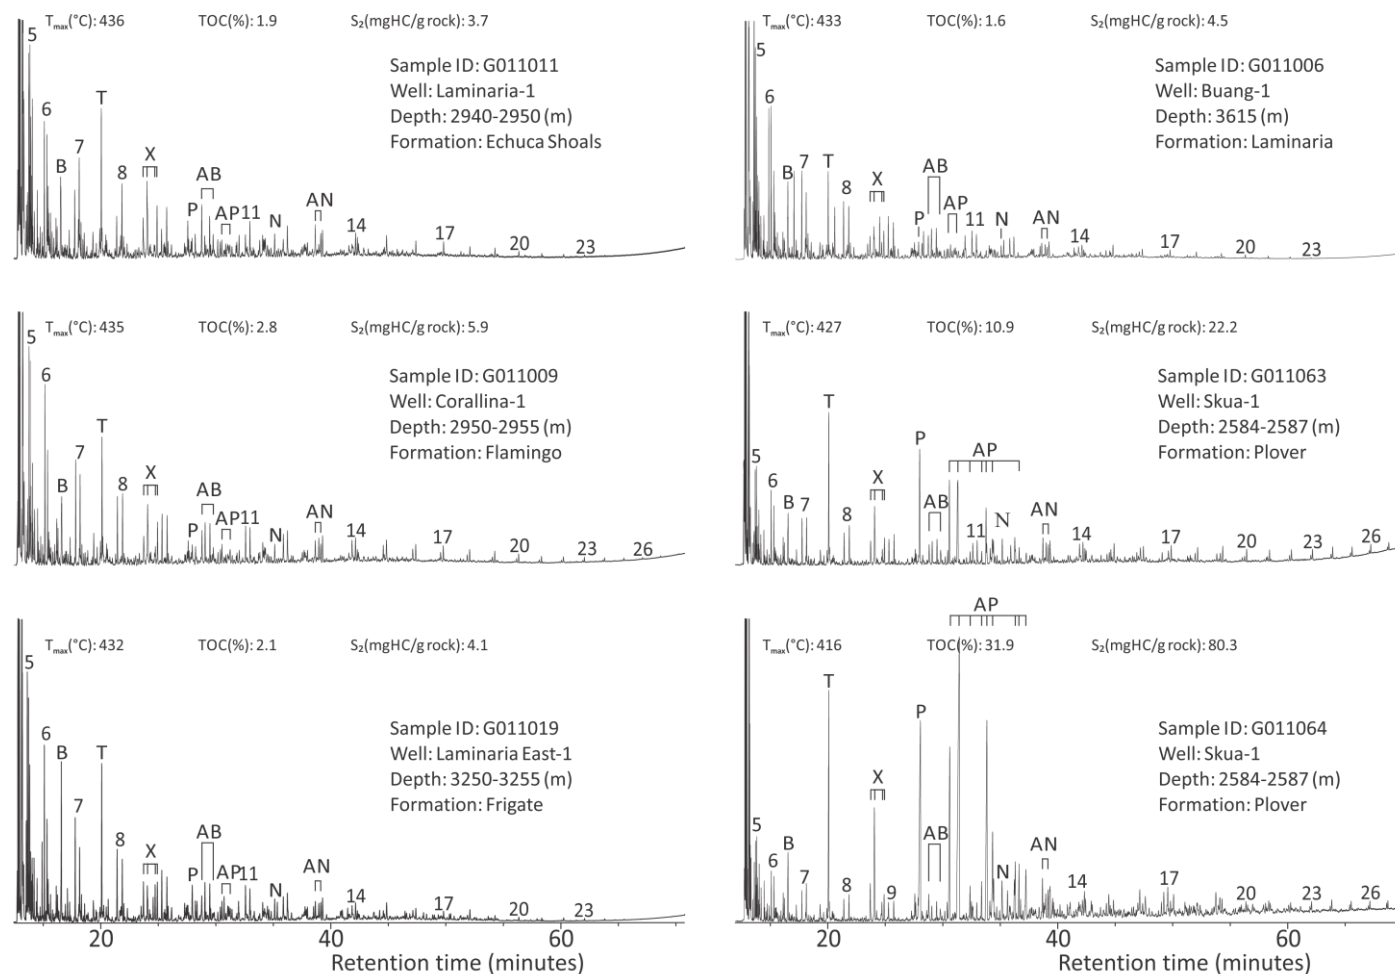 Tmax(°C): 436 TOC(%): 1.9 S₂(mgHC/g rock): 3.7
Sample ID: G011011
Well: Laminaria-1
Depth: 2940-2950 (m)
Formation: Echuca Shoals
5 6 B 7 T 8 X P AB AP 11 N AN 14 17 20 23
Tmax(°C): 433 TOC(%): 1.6 S₂(mgHC/g rock): 4.5
Sample ID: G011006
Well: Buang-1
Depth: 3615 (m)
Formation: Laminaria
5 6 B 7 T 8 X P AB AP 11 N AN 14 17 20 23
Tmax(°C): 435 TOC(%): 2.8 S₂(mgHC/g rock): 5.9
Sample ID: G011009
Well: Corallina-1
Depth: 2950-2955 (m)
Formation: Flamingo
5 6 B 7 T 8 X P AB AP 11 N AN 14 17 20 23 26
Tmax(°C): 427 TOC(%): 10.9 S₂(mgHC/g rock): 22.2
Sample ID: G011063
Well: Skua-1
Depth: 2584-2587 (m)
Formation: Plover
5 6 B 7 T 8 X P AB AP 11 N AN 14 17 20 23 26
Tmax(°C): 432 TOC(%): 2.1 S₂(mgHC/g rock): 4.1
Sample ID: G011019
Well: Laminaria East-1
Depth: 3250-3255 (m)
Formation: Frigate
5 6 B 7 T 8 X P AB AP 11 N AN 14 17 20 23
20 40 60
Retention time (minutes)
Tmax(°C): 416 TOC(%): 31.9 S₂(mgHC/g rock): 80.3
Sample ID: G011064
Well: Skua-1
Depth: 2584-2587 (m)
Formation: Plover
5 6 B 7 T 8 X 9 P AB AP N AN 14 17 20 23 26
20 40 60
Retention time (minutes)